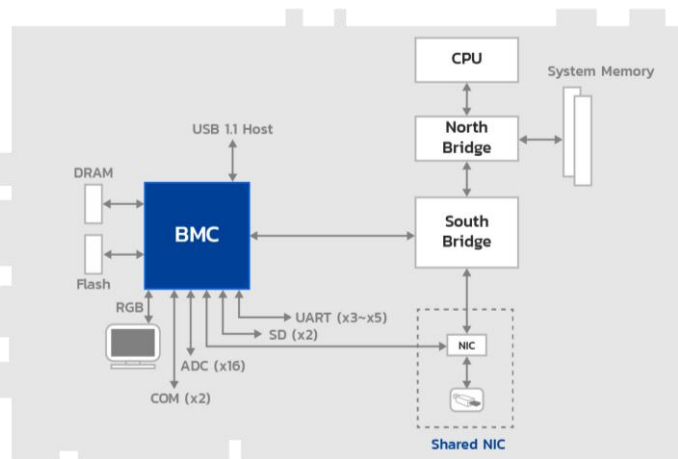 CPU
System Memory
USB 1.1 Host
North
Bridge
DRAM
BMC
South
Bridge
Flash
RGB
UART (x3~x5)
SD (x2)
NIC
ADC (x16)
COM (x2)
Shared NIC